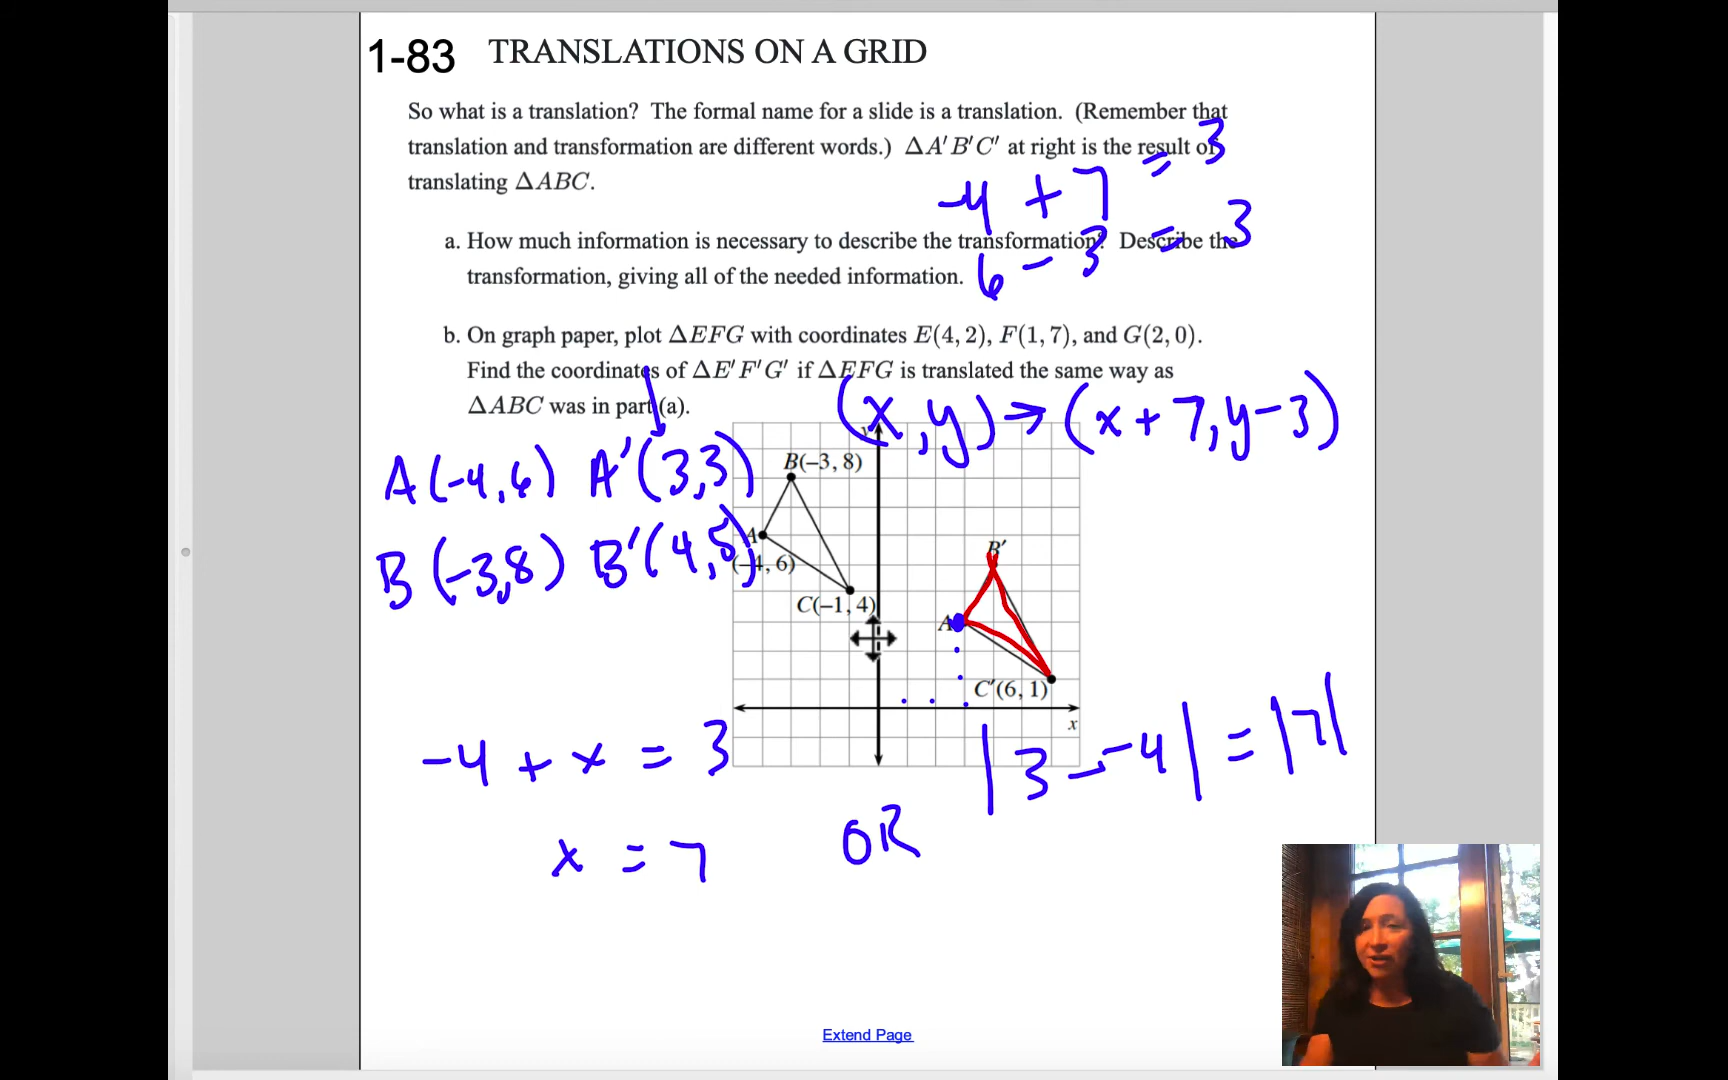 1-83 TRANSLATIONS ON A GRID
So what is a translation? The formal name for a slide is a translation. (Remember that
translation and transformation are different words.) ΔA′B′C′ at right is the result of
= 3
translating ΔABC.
-4 + 7
a. How much information is necessary to describe the transformation? Describe the
= 3
transformation, giving all of the needed information.
6 - 3
b. On graph paper, plot ΔEFG with coordinates E(4, 2), F(1, 7), and G(2, 0).
Find the coordinates of ΔE′F′G′ if ΔEFG is translated the same way as
ΔABC was in part (a).
(x,y) → (x+7,y-3)
y
B(–3, 8)
A(-4,6) A'(3,3)
A
B(-3,8) B'(4,5)
(–4, 6)
B′
C(–1, 4)
A
C′(6, 1)
x
-4 + x = 3
|3--4| = |7|
x = 7
OR
Extend Page